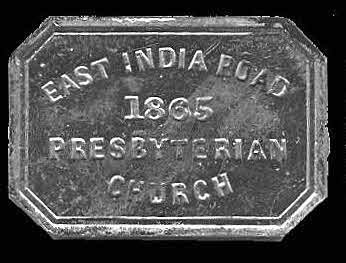 EAST INDIA ROAD
1865
PRESBYTERIAN
CHURCH